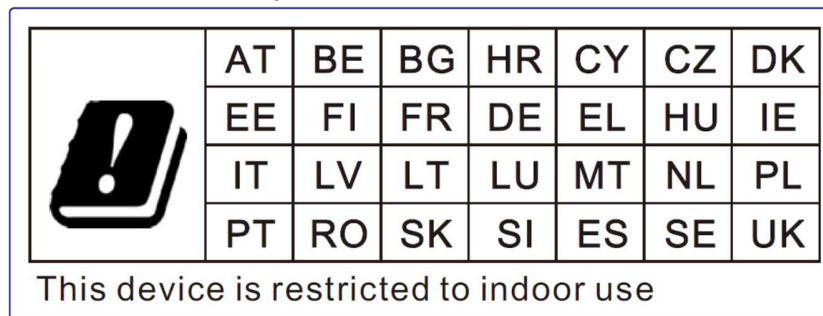 AT BE BG HR CY CZ DK
EE FI FR DE EL HU IE
IT LV LT LU MT NL PL
PT RO SK SI ES SE UK
This device is restricted to indoor use